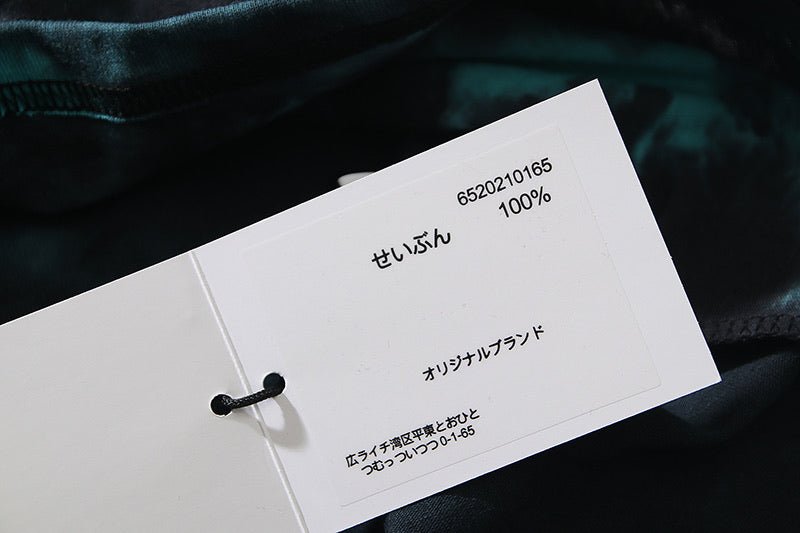 6520210165
100%
せいぶん
オリジナルブランド
広ライチ湾区平東とおひと
つむっついつつ 0-1-65